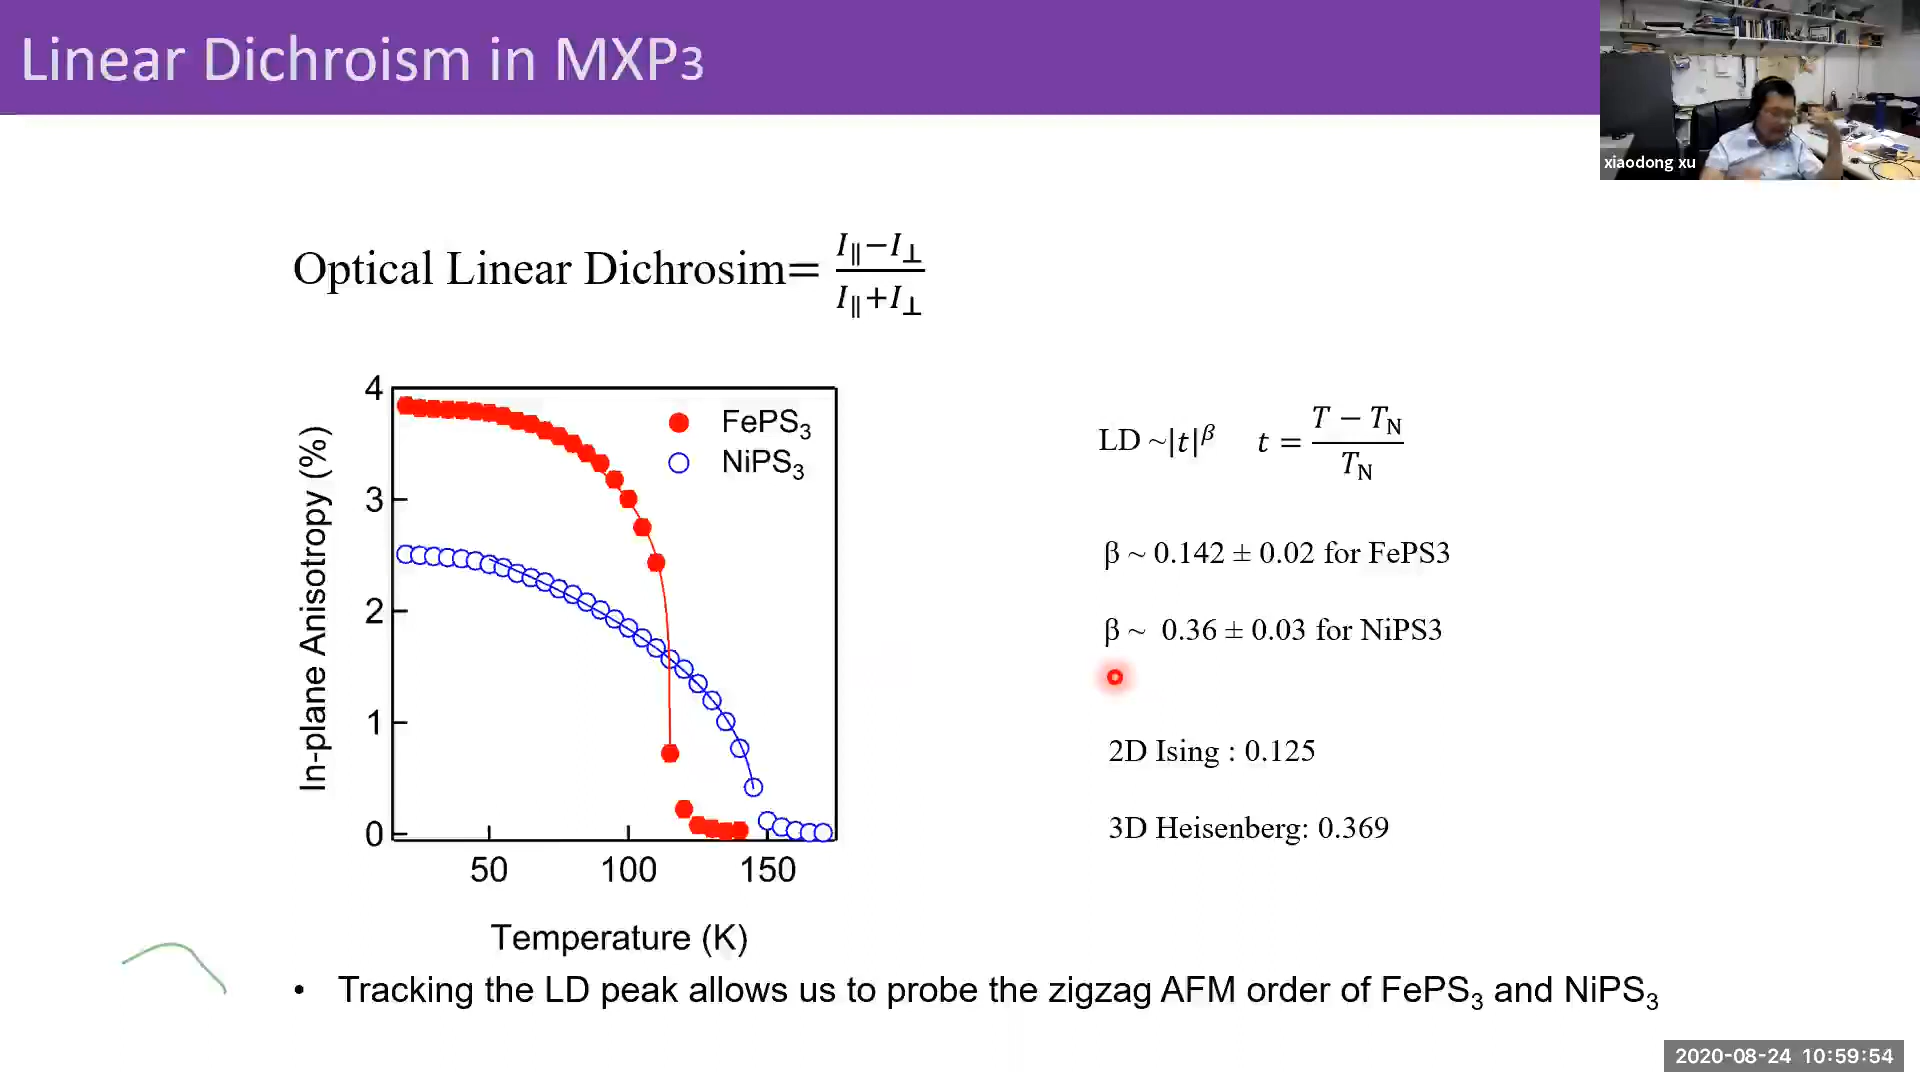 Linear Dichroism in MXP3
xiaodong xu
Optical Linear Dichrosim= I∥−I⊥ / I∥+I⊥
4
3
2
1
0
In-plane Anisotropy (%)
FePS3
NiPS3
50 100 150
Temperature (K)
LD ~|t|^β t = T − TN / TN
β ~ 0.142 ± 0.02 for FePS3
β ~ 0.36 ± 0.03 for NiPS3
2D Ising : 0.125
3D Heisenberg: 0.369
• Tracking the LD peak allows us to probe the zigzag AFM order of FePS3 and NiPS3
2020-08-24 10:59:54